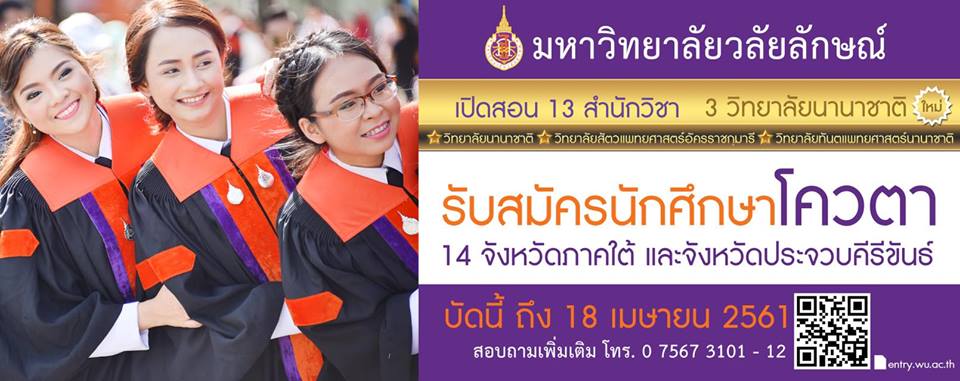 มหาวิทยาลัยวลัยลักษณ์
เปิดสอน 13 สำนักวิชา 3 วิทยาลัยนานาชาติ ใหม่
วิทยาลัยนานาชาติ วิทยาลัยสัตวแพทยศาสตร์อัครราชกุมารี วิทยาลัยทันตแพทยศาสตร์นานาชาติ
รับสมัครนักศึกษาโควตา
14 จังหวัดภาคใต้ และจังหวัดประจวบคีรีขันธ์
บัดนี้ ถึง 18 เมษายน 2561
สอบถามเพิ่มเติม โทร. 0 7567 3101 - 12
entry.wu.ac.th